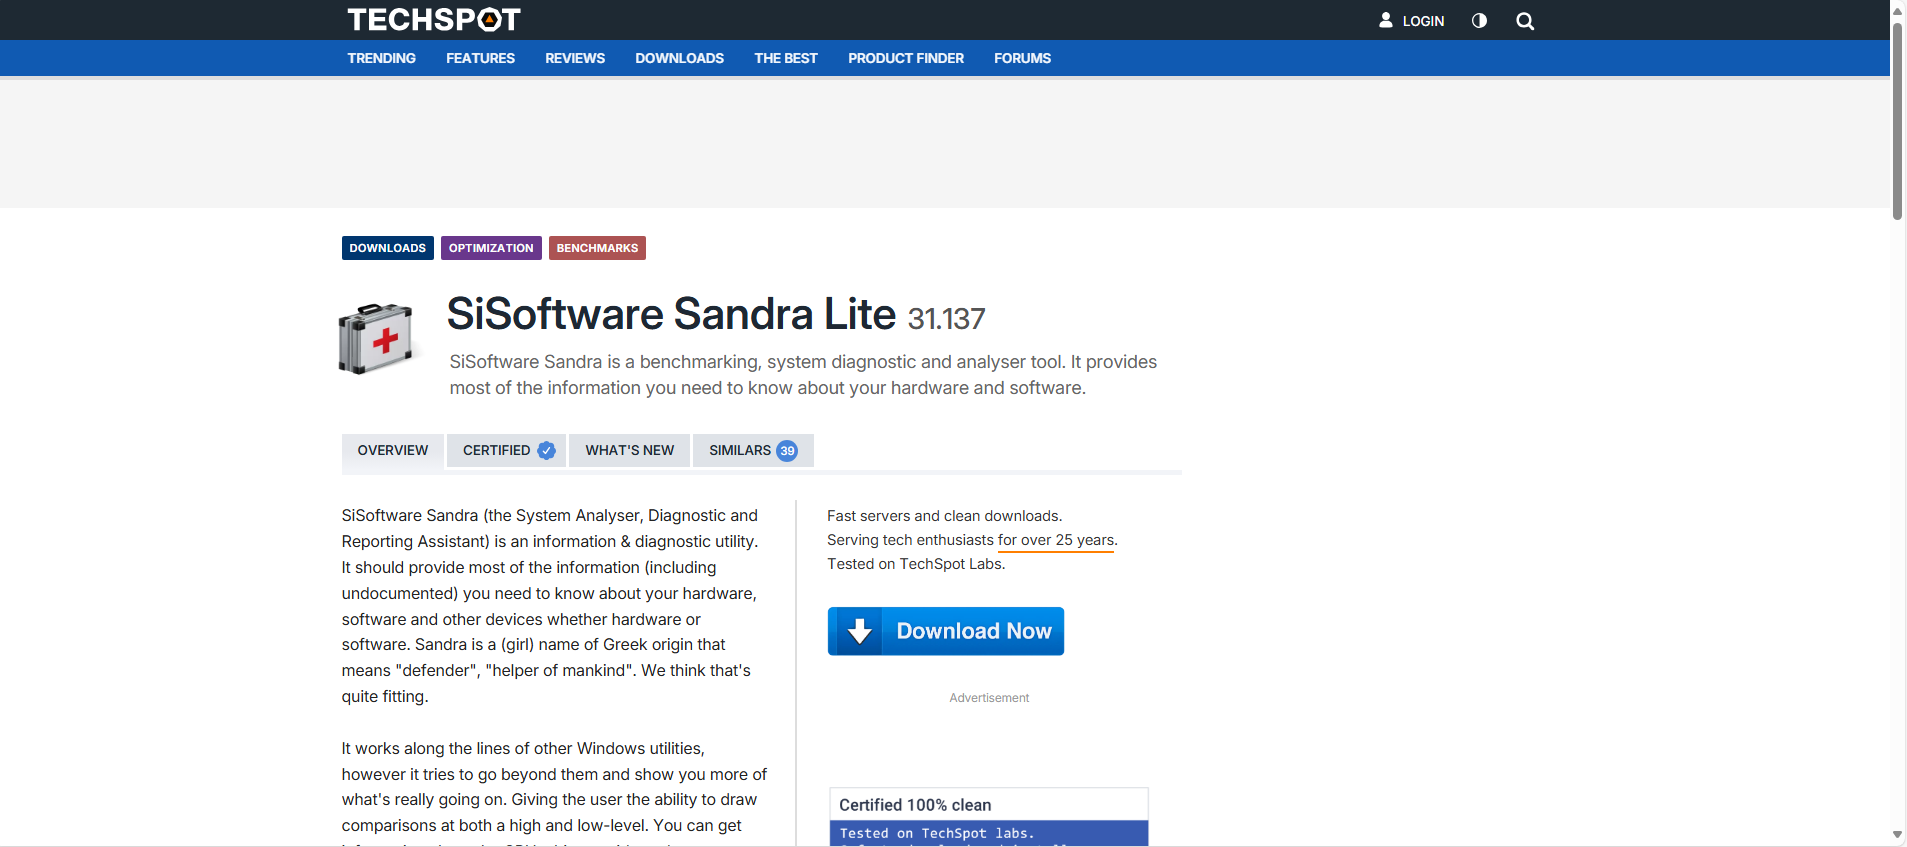 TECHSPOT
LOGIN
TRENDING
FEATURES
REVIEWS
DOWNLOADS
THE BEST
PRODUCT FINDER
FORUMS
DOWNLOADS
OPTIMIZATION
BENCHMARKS
SiSoftware Sandra Lite 31.137
SiSoftware Sandra is a benchmarking, system diagnostic and analyser tool. It provides
most of the information you need to know about your hardware and software.
OVERVIEW
CERTIFIED
WHAT'S NEW
SIMILARS 39
SiSoftware Sandra (the System Analyser, Diagnostic and
Reporting Assistant) is an information & diagnostic utility.
It should provide most of the information (including
undocumented) you need to know about your hardware,
software and other devices whether hardware or
software. Sandra is a (girl) name of Greek origin that
means "defender", "helper of mankind". We think that's
quite fitting.
It works along the lines of other Windows utilities,
however it tries to go beyond them and show you more of
what's really going on. Giving the user the ability to draw
comparisons at both a high and low-level. You can get
Fast servers and clean downloads.
Serving tech enthusiasts for over 25 years.
Tested on TechSpot Labs.
Download Now
Advertisement
Certified 100% clean
Tested on TechSpot labs.